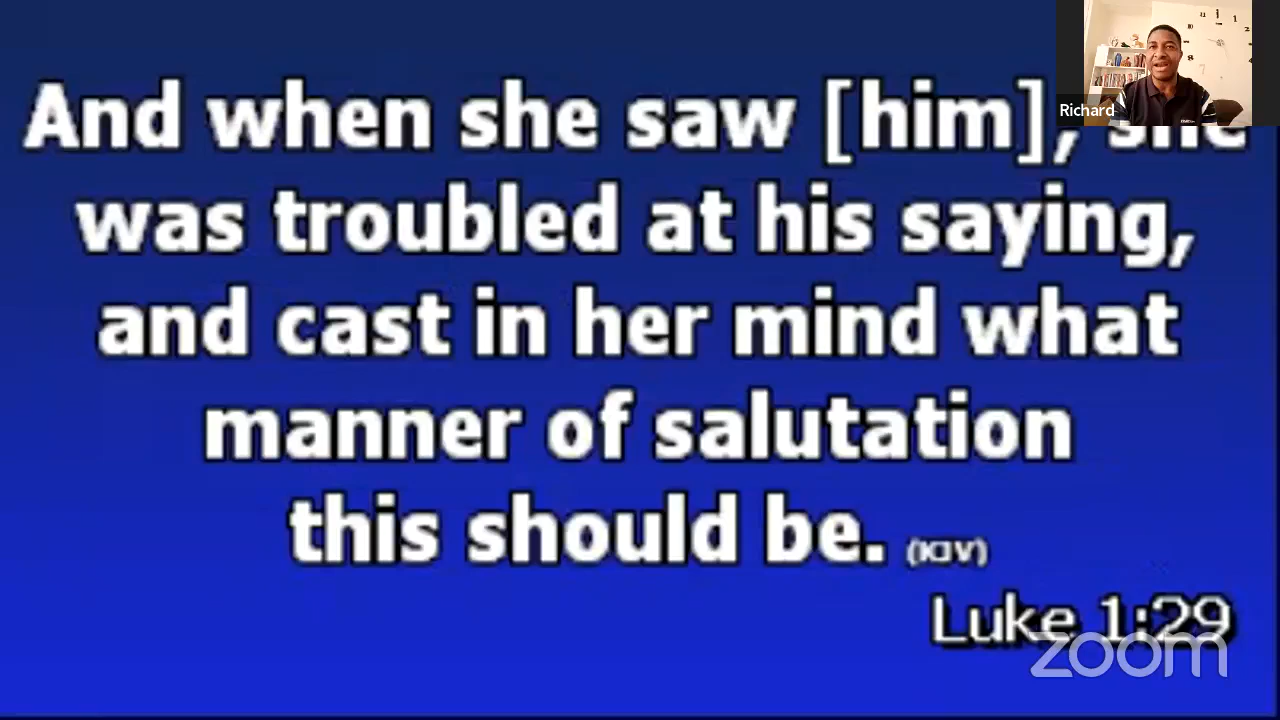 And when she saw [him], she
was troubled at his saying,
and cast in her mind what
manner of salutation
this should be. (KJV)
Luke 1:29
zoom
Richard